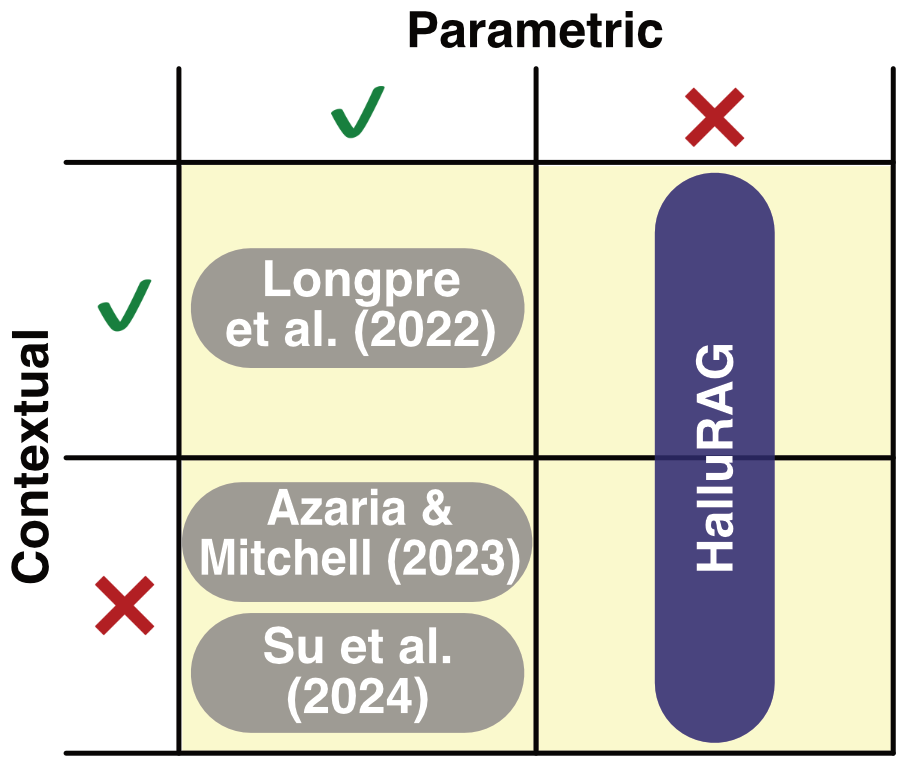 Parametric
Contextual
Longpre
et al. (2022)
HalluRAG
Azaria &
Mitchell (2023)
Su et al.
(2024)